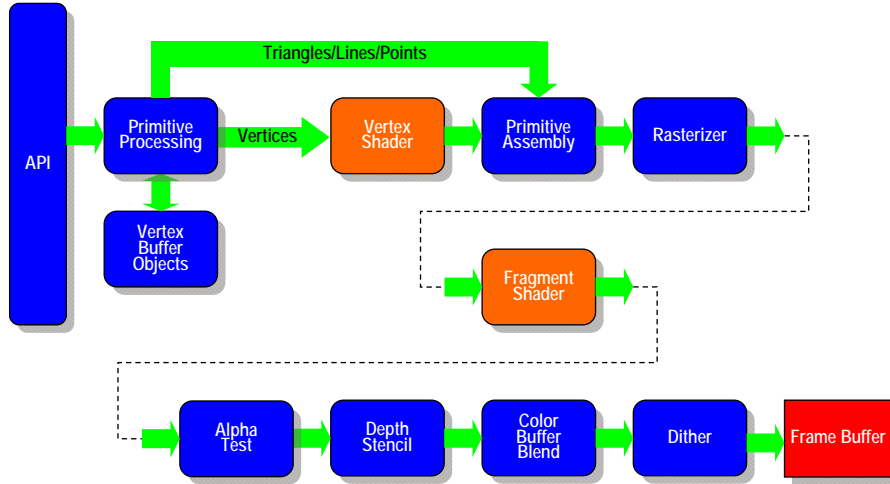 Triangles/Lines/Points
API
Primitive
Processing
Vertices
Vertex
Shader
Primitive
Assembly
Rasterizer
Vertex
Buffer
Objects
Fragment
Shader
Alpha
Test
Depth
Stencil
Color
Buffer
Blend
Dither
Frame Buffer